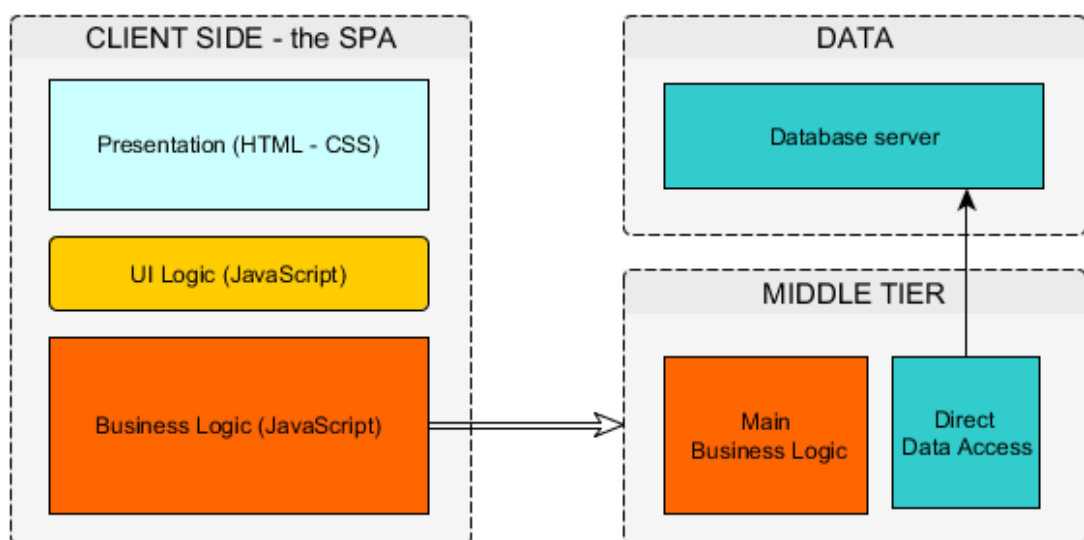 CLIENT SIDE - the SPA
Presentation (HTML - CSS)
UI Logic (JavaScript)
Business Logic (JavaScript)
DATA
Database server
MIDDLE TIER
Main
Business Logic
Direct
Data Access